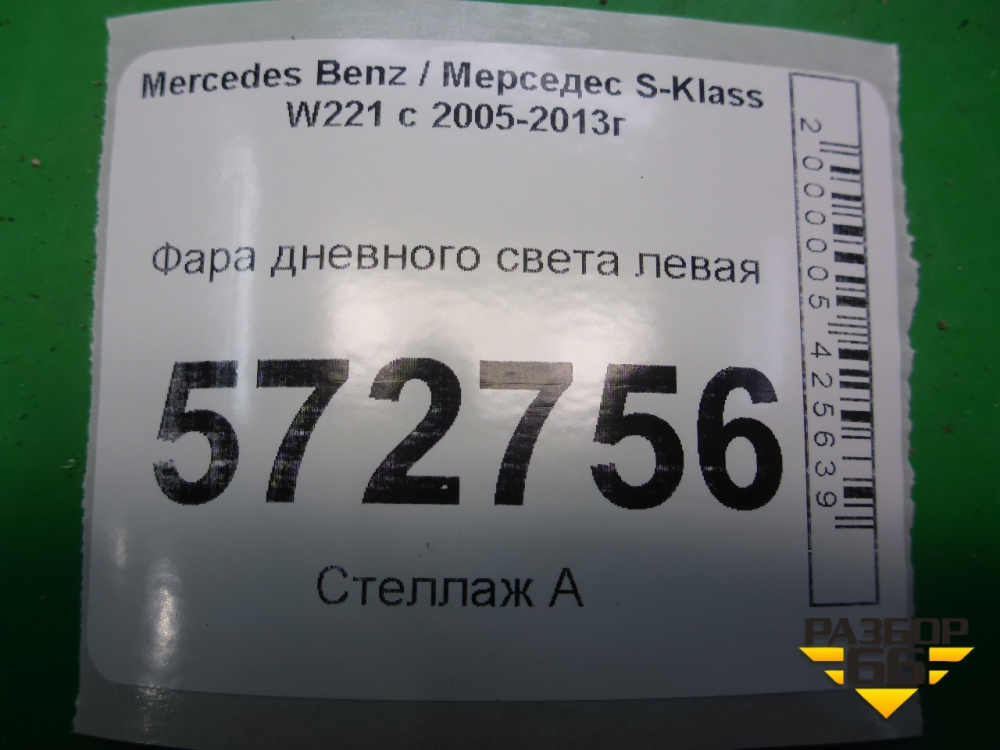 Mercedes Benz / Мерседес S-Klass
W221 с 2005-2013г
Фара дневного света левая
572756
Стеллаж А
2000005425639
РАЗБОР
66